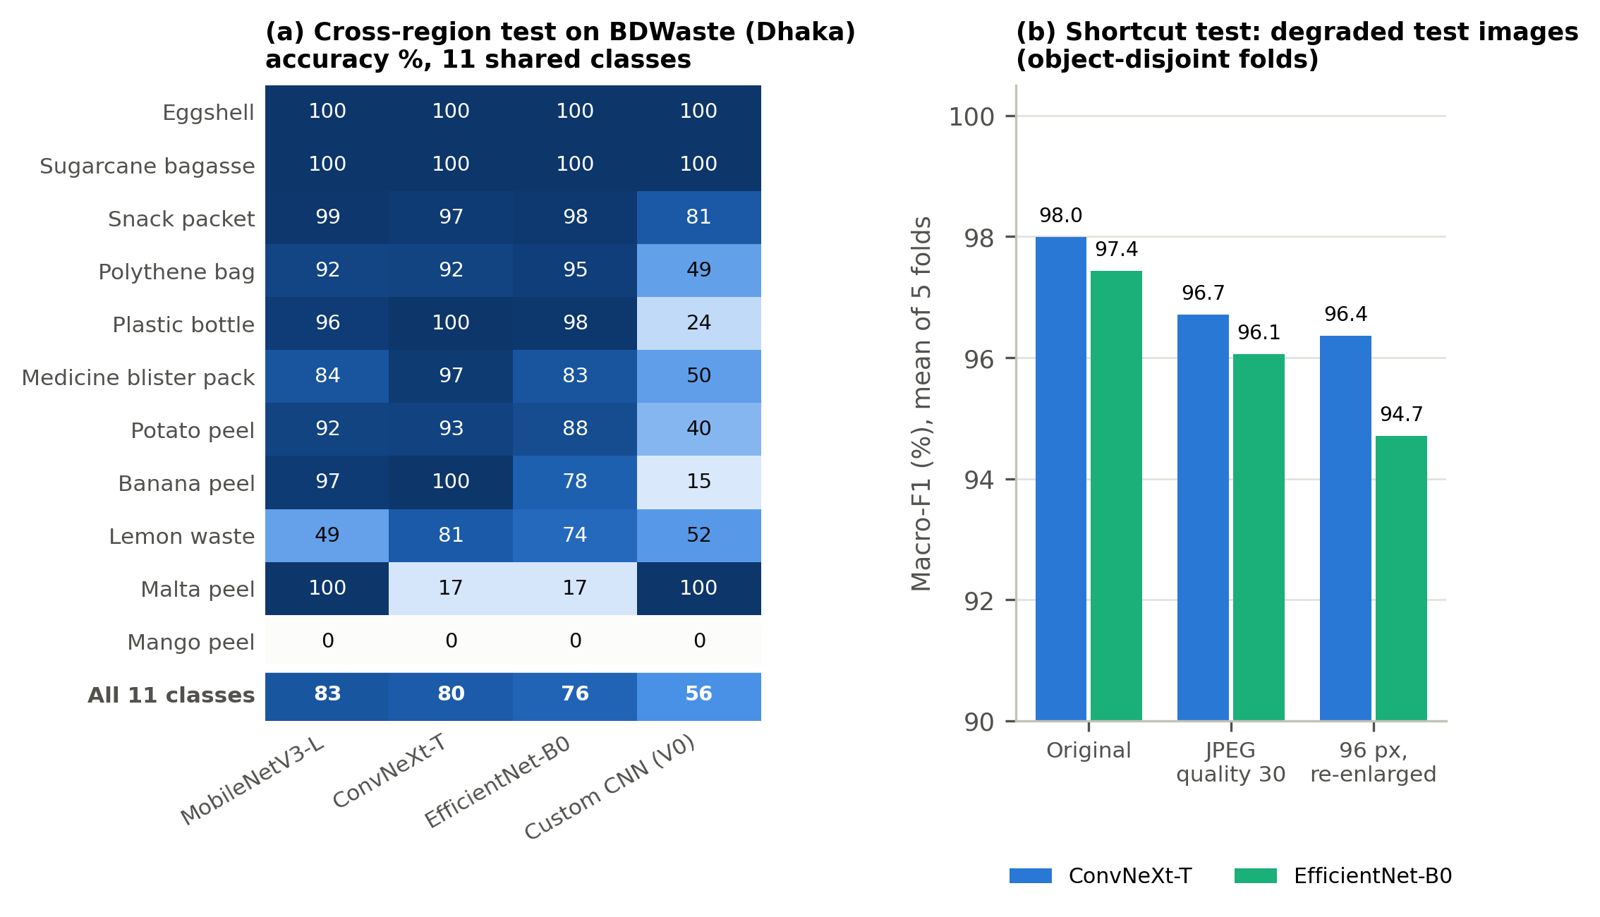 (a) Cross-region test on BDWaste (Dhaka)
accuracy %, 11 shared classes
Eggshell 100 100 100 100
Sugarcane bagasse 100 100 100 100
Snack packet 99 97 98 81
Polythene bag 92 92 95 49
Plastic bottle 96 100 98 24
Medicine blister pack 84 97 83 50
Potato peel 92 93 88 40
Banana peel 97 100 78 15
Lemon waste 49 81 74 52
Malta peel 100 17 17 100
Mango peel 0 0 0 0
All 11 classes 83 80 76 56
MobileNetV3-L
ConvNeXt-T
EfficientNet-B0
Custom CNN (V0)
(b) Shortcut test: degraded test images
(object-disjoint folds)
Macro-F1 (%), mean of 5 folds
100
98
96
94
92
90
98.0
97.4
96.7
96.1
96.4
94.7
Original
JPEG
quality 30
96 px,
re-enlarged
ConvNeXt-T
EfficientNet-B0